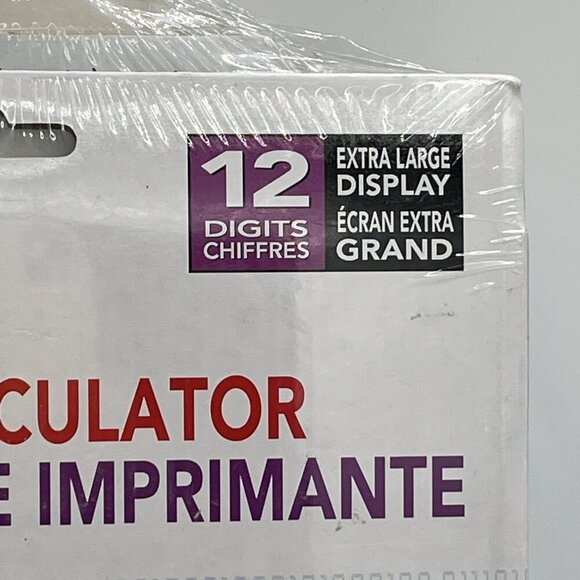 12
DIGITS
CHIFFRES
EXTRA LARGE
DISPLAY
ÉCRAN EXTRA
GRAND
CULATOR
E IMPRIMANTE